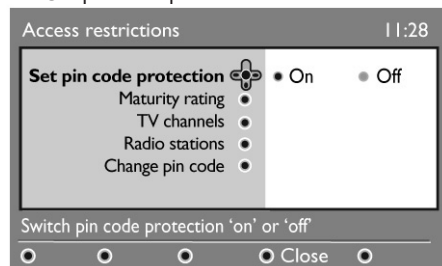 Access restrictions 11:28
Set pin code protection On Off
Maturity rating
TV channels
Radio stations
Change pin code
Switch pin code protection 'on' or 'off'
Close